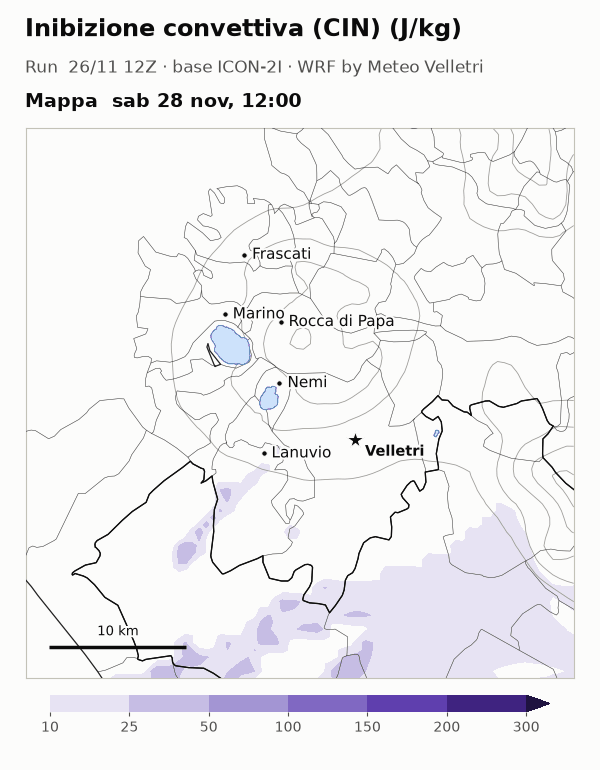 Inibizione convettiva (CIN) (J/kg)
Run  26/11 12Z · base ICON-2I · WRF by Meteo Velletri
Mappa  sab 28 nov, 12:00
Frascati
Marino
Rocca di Papa
Nemi
Velletri
Lanuvio
10 km
10 25 50 100 150 200 300